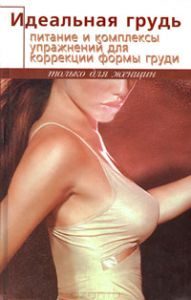 Идеальная грудь
питание и комплексы
упражнений для
коррекции формы груди
только для женщин